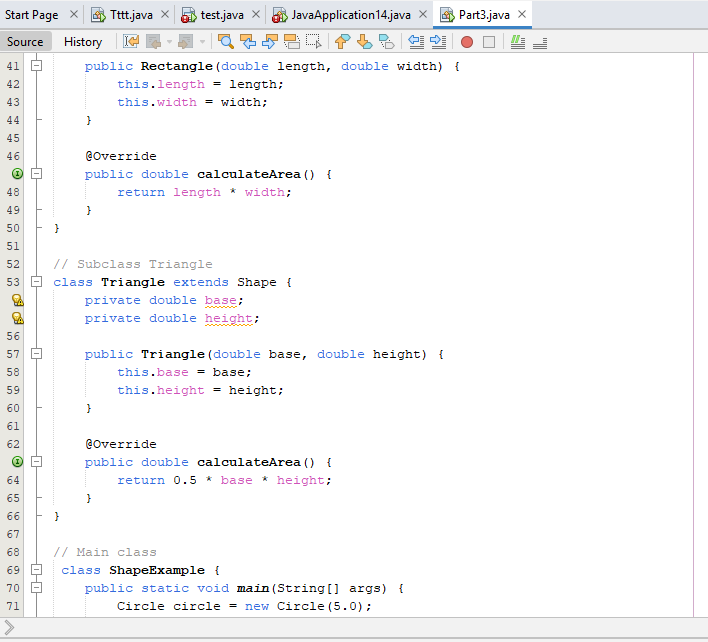 Start Page Tttt.java test.java JavaApplication14.java Part3.java
Source History
41 public Rectangle(double length, double width) {
42 this.length = length;
43 this.width = width;
44 }
45
46 @Override
public double calculateArea() {
48 return length * width;
49 }
50 }
51
52 // Subclass Triangle
53 class Triangle extends Shape {
private double base;
private double height;
56
57 public Triangle(double base, double height) {
58 this.base = base;
59 this.height = height;
60 }
61
62 @Override
public double calculateArea() {
64 return 0.5 * base * height;
65 }
66 }
67
68 // Main class
69 class ShapeExample {
70 public static void main(String[] args) {
71 Circle circle = new Circle(5.0);